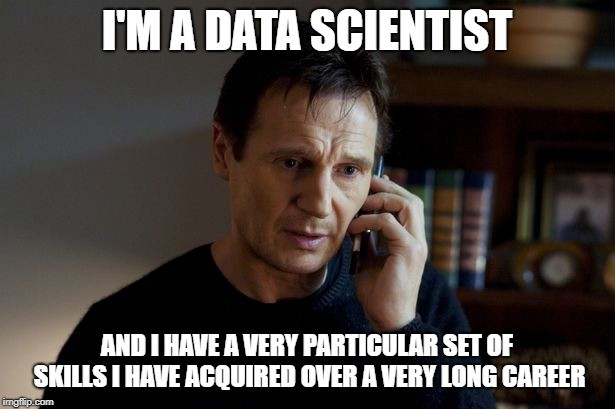 I'M A DATA SCIENTIST
AND I HAVE A VERY PARTICULAR SET OF
SKILLS I HAVE ACQUIRED OVER A VERY LONG CAREER
imgflip.com